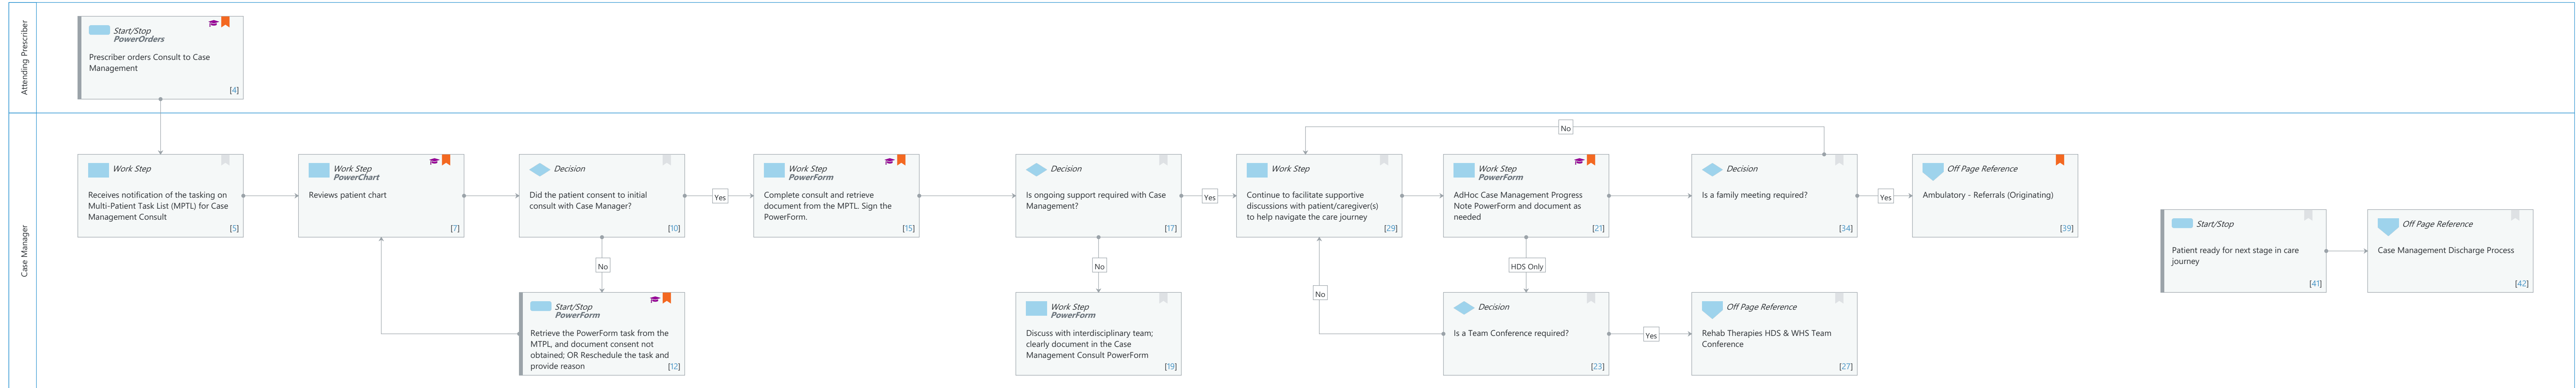 Attending Prescriber
Start/Stop
PowerOrders
Prescriber orders Consult to Case
Management
[4]
Case Manager
No
Work Step
Receives notification of the tasking on
Multi-Patient Task List (MPTL) for Case
Management Consult
[5]
Work Step
PowerChart
Reviews patient chart
[7]
Decision
Did the patient consent to initial
consult with Case Manager?
[10]
Yes
Work Step
PowerForm
Complete consult and retrieve
document from the MPTL. Sign the
PowerForm.
[15]
Decision
Is ongoing support required with Case
Management?
[17]
Yes
Work Step
Continue to facilitate supportive
discussions with patient/caregiver(s)
to help navigate the care journey
[29]
Work Step
PowerForm
AdHoc Case Management Progress
Note PowerForm and document as
needed
[21]
Decision
Is a family meeting required?
[34]
Yes
Off Page Reference
Ambulatory - Referrals (Originating)
[39]
Start/Stop
Patient ready for next stage in care
journey
[41]
Off Page Reference
Case Management Discharge Process
[42]
No
No
HDS Only
No
Start/Stop
PowerForm
Retrieve the PowerForm task from the
MTPL, and document consent not
obtained; OR Reschedule the task and
provide reason
[12]
Work Step
PowerForm
Discuss with interdisciplinary team;
clearly document in the Case
Management Consult PowerForm
[19]
Decision
Is a Team Conference required?
[23]
Yes
Off Page Reference
Rehab Therapies HDS & WHS Team
Conference
[27]